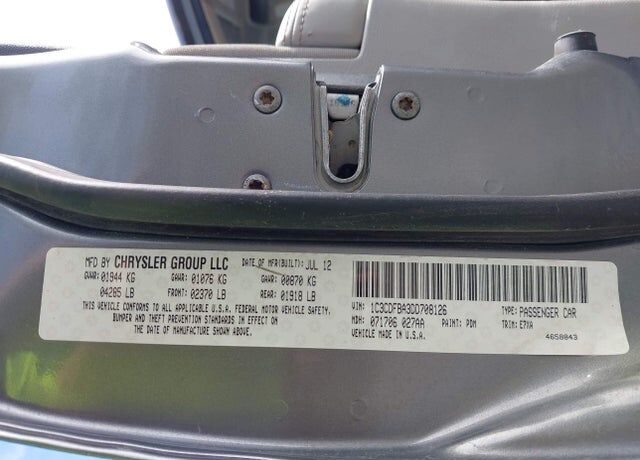 MFD BY CHRYSLER GROUP LLC DATE OF MFR(BUILT): JUL 12
GVWR: 01944 KG GAWR: 01076 KG GAWR: 00870 KG
04285 LB FRONT: 02370 LB REAR: 01918 LB
THIS VEHICLE CONFORMS TO ALL APPLICABLE U.S.A. FEDERAL MOTOR VEHICLE SAFETY,
BUMPER AND THEFT PREVENTION STANDARDS IN EFFECT ON
THE DATE OF MANUFACTURE SHOWN ABOVE.
VIN: 1C3CDFBA3DD708126 TYPE: PASSENGER CAR
MDH: 071706 027AA PAINT: PDM TRIM: E7XA
VEHICLE MADE IN U.S.A. 4658843